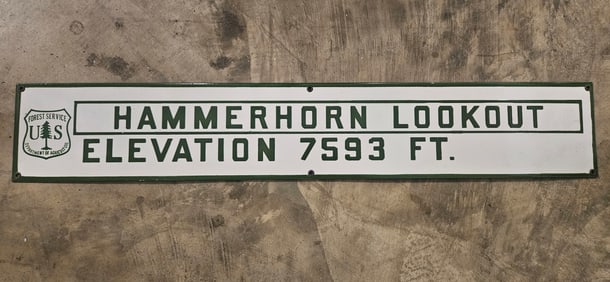 FOREST SERVICE
U S
DEPARTMENT OF AGRICULTURE
HAMMERHORN LOOKOUT
ELEVATION 7593 FT.